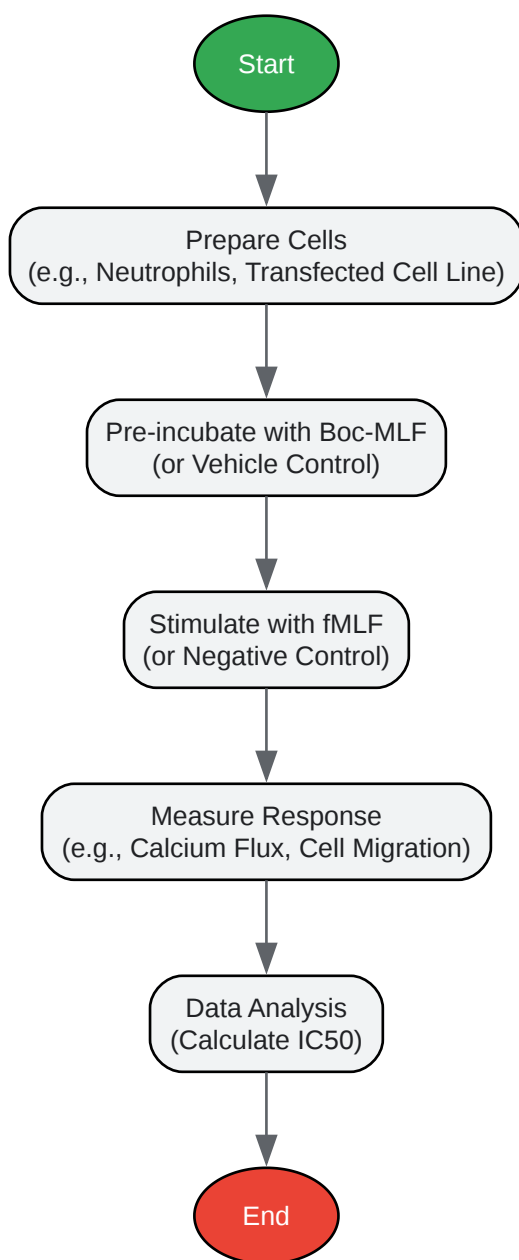 Start
Prepare Cells
(e.g., Neutrophils, Transfected Cell Line)
Pre-incubate with Boc-MLF
(or Vehicle Control)
Stimulate with fMLF
(or Negative Control)
Measure Response
(e.g., Calcium Flux, Cell Migration)
Data Analysis
(Calculate IC50)
End